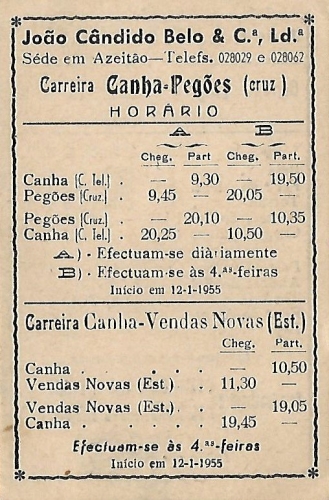 João Cândido Belo & C.ª, Ld.ª
Séde em Azeitão—Telefs. 028029 e 028062
Carreira Canha-Pegões (cruz)
HORÁRIO
A B
Cheg. Part Cheg. Part.
Canha (C. Tel.) . — 9,30 — 19,50
Pegões (Cruz.) . 9,45 — 20,05 —
Pegões (Cruz.) . — 20,10 — 10,35
Canha (C. Tel.) . 20,25 — 10,50 —
A) - Efectuam-se diàriamente
B) - Efectuam-se às 4.ªs-feiras
Início em 12-1-1955
Carreira Canha-Vendas Novas (Est.)
Cheg. Part.
Canha . . . . — 10,50
Vendas Novas (Est) . 11,30 —
Vendas Novas (Est.) . . — 19,05
Canha . . . . 19,45 —
Efectuam-se às 4.ªs-feiras
Início em 12-1-1955